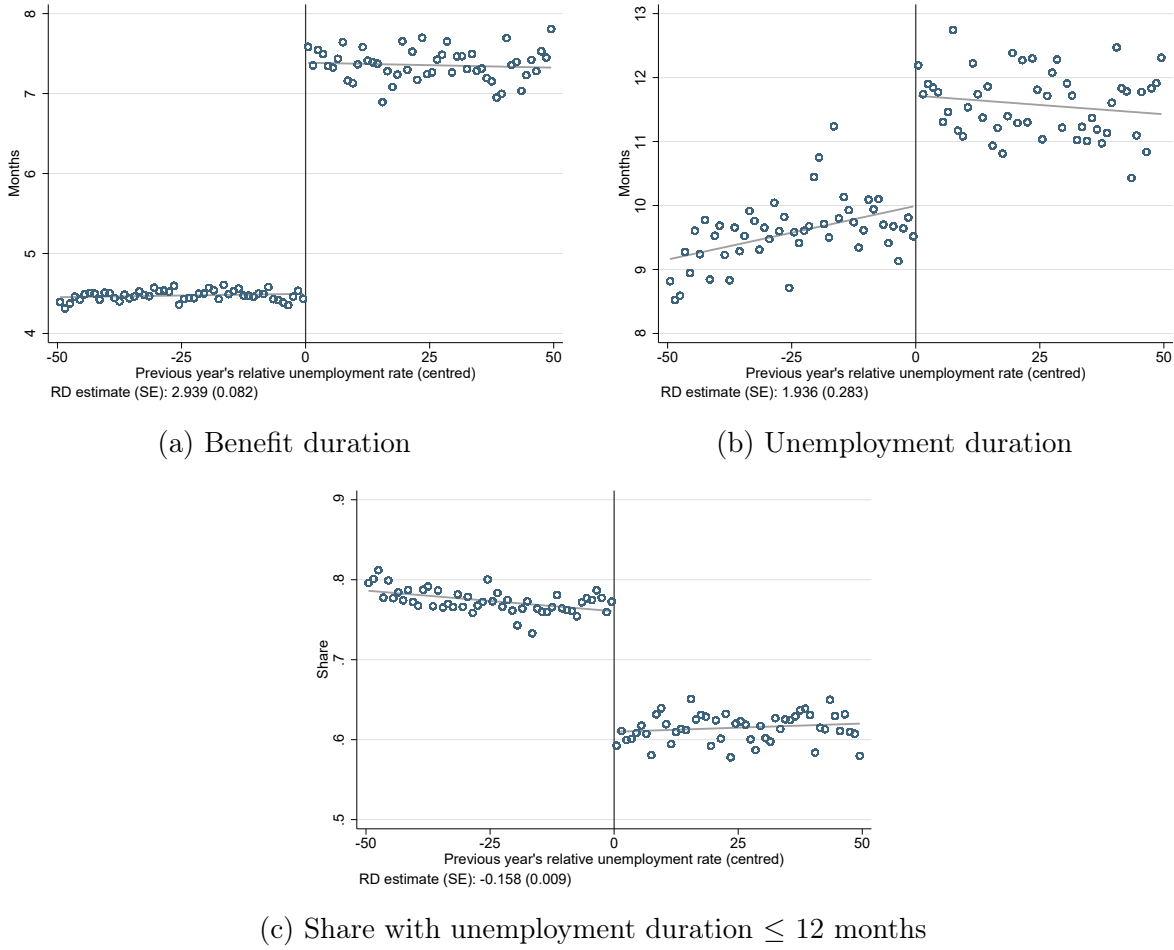 8
7
6
5
4
Months
-50
-25
0
25
50
Previous year's relative unemployment rate (centred)
RD estimate (SE): 2.939 (0.082)
(a) Benefit duration
13
12
11
10
9
8
Months
-50
-25
0
25
50
Previous year's relative unemployment rate (centred)
RD estimate (SE): 1.936 (0.283)
(b) Unemployment duration
.9
.8
.7
.6
.5
Share
-50
-25
0
25
50
Previous year's relative unemployment rate (centred)
RD estimate (SE): -0.158 (0.009)
(c) Share with unemployment duration ≤ 12 months